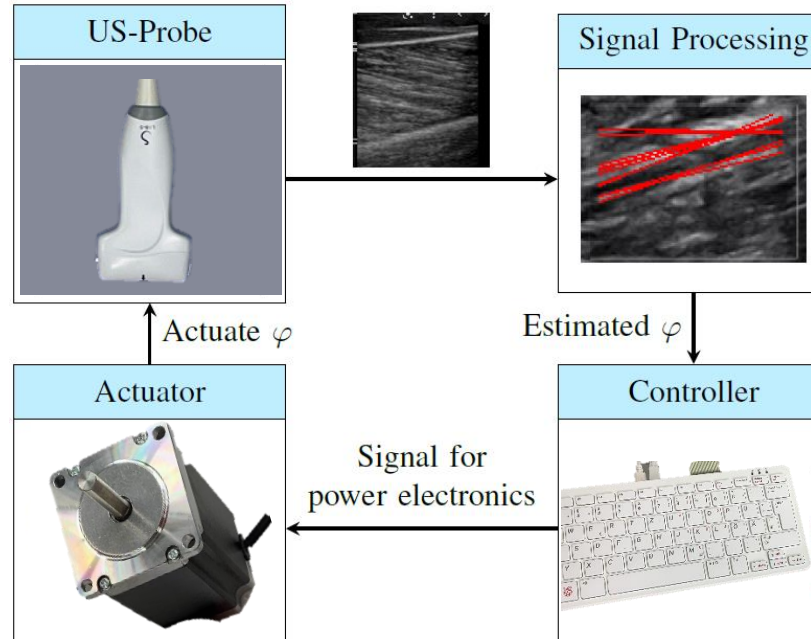 US-Probe
Signal Processing
Actuate φ
Estimated φ
Actuator
Controller
Signal for
power electronics